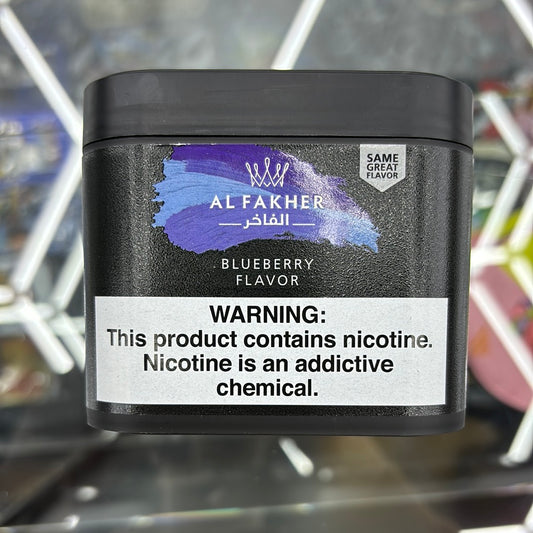 SAME
GREAT
FLAVOR
AL FAKHER
الفاخر
BLUEBERRY
FLAVOR
WARNING:
This product contains nicotine.
Nicotine is an addictive
chemical.